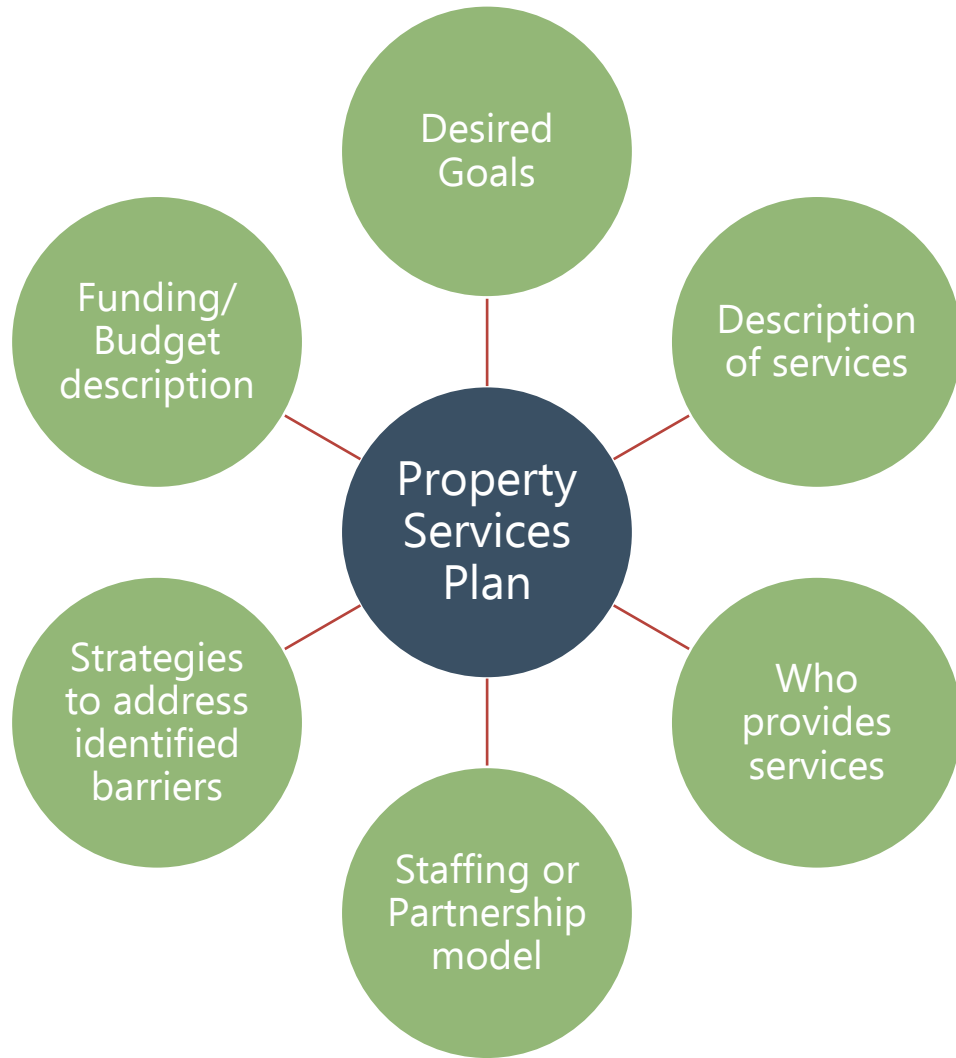 Desired
Goals
Description
of services
Who
provides
services
Staffing or
Partnership
model
Strategies
to address
identified
barriers
Funding/
Budget
description
Property
Services
Plan